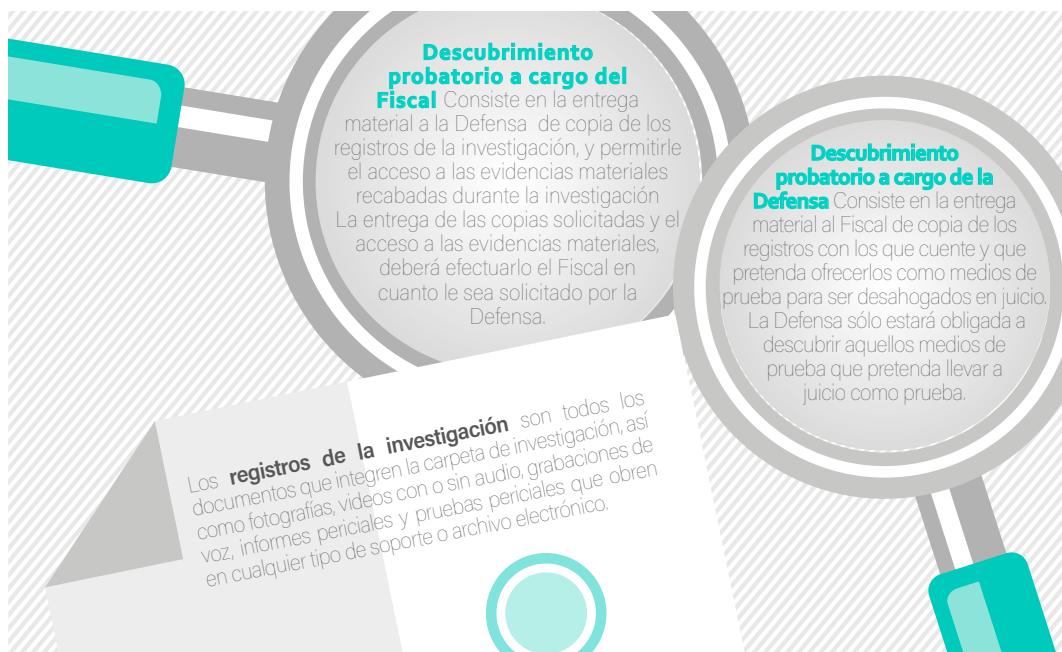 Descubrimiento
probatorio a cargo del
Fiscal Consiste en la entrega
material a la Defensa de copia de los
registros de la investigación, y permitirle
el acceso a las evidencias materiales
recabadas durante la investigación
La entrega de las copias solicitadas y el
acceso a las evidencias materiales,
deberá efectuarlo el Fiscal en
cuanto le sea solicitado por la
Defensa.
Descubrimiento
probatorio a cargo de la
Defensa Consiste en la entrega
material al Fiscal de copia de los
registros con los que cuente y que
pretenda ofrecerlos como medios de
prueba para ser desahogados en juicio.
La Defensa sólo estará obligada a
descubrir aquellos medios de
prueba que pretenda llevar a
juicio como prueba.
Los registros de la investigación son todos los
documentos que integren la carpeta de investigación, así
como fotografías, videos con o sin audio, grabaciones de
voz, informes periciales y pruebas periciales que obren
en cualquier tipo de soporte o archivo electrónico.